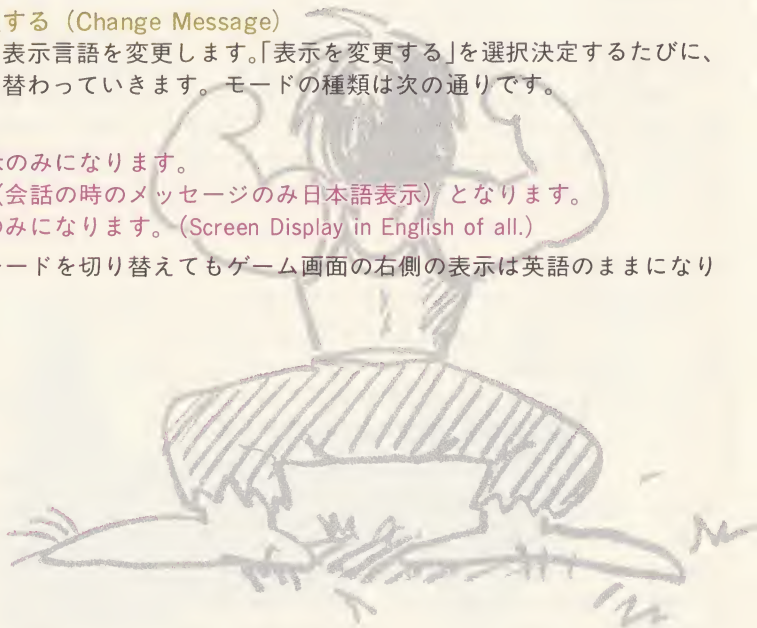 する（Change Message）
表示言語を変更します。「表示を変更する」を選択決定するたびに、
替わっていきます。モードの種類は次の通りです。
のみになります。
（会話の時のメッセージのみ日本語表示）となります。
のみになります。（Screen Display in English of all.）
ードを切り替えてもゲーム画面の右側の表示は英語のままになり